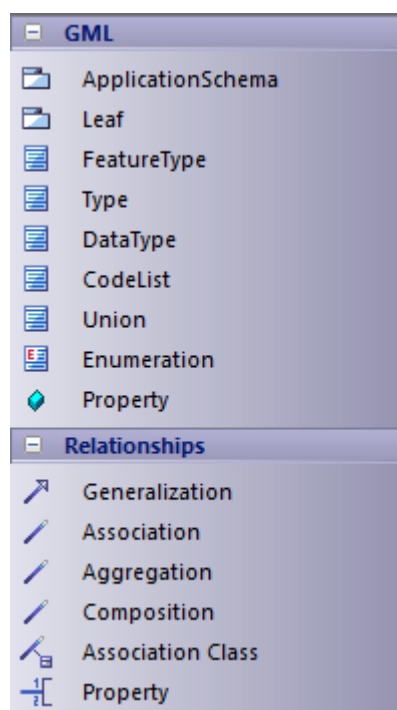 GML
ApplicationSchema
Leaf
FeatureType
Type
DataType
CodeList
Union
Enumeration
Property
Relationships
Generalization
Association
Aggregation
Composition
Association Class
Property